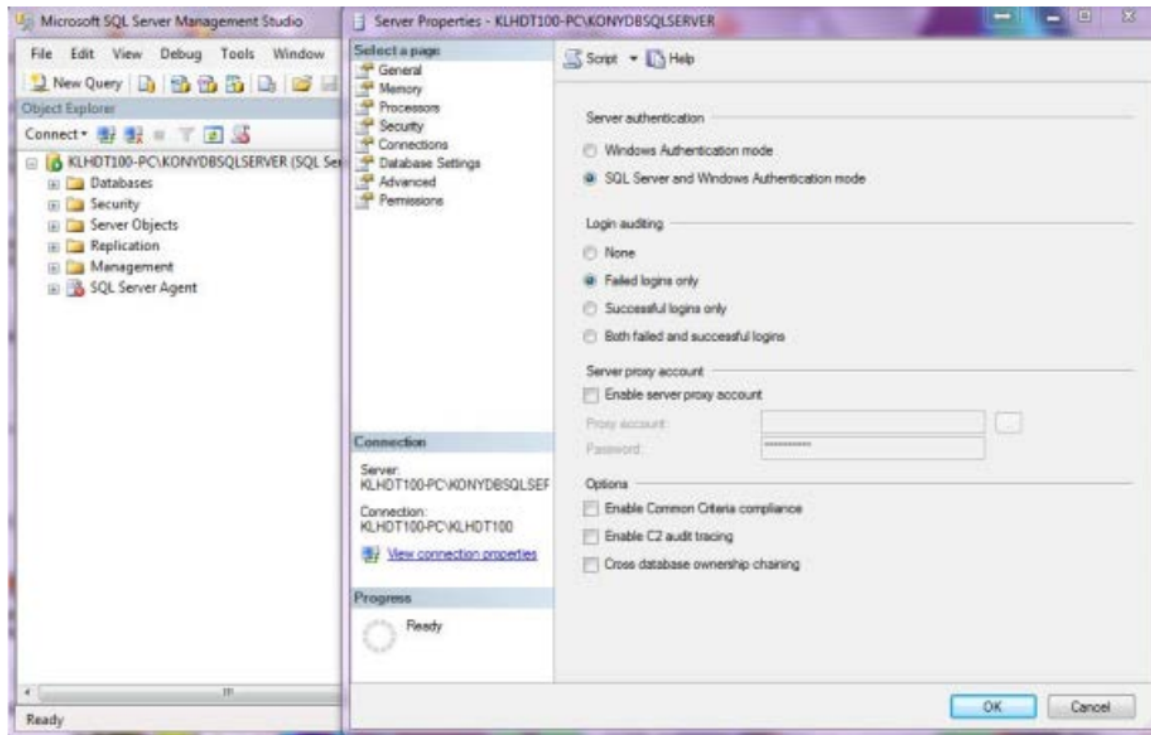 Microsoft SQL Server Management Studio
File Edit View Debug Tools Window
New Query
Object Explorer
Connect
KLHDT100-PC\KONYDBSQLSERVER (SQL Ser
Databases
Security
Server Objects
Replication
Management
SQL Server Agent
Ready
Server Properties - KLHDT100-PC\KONYDBSQLSERVER
Select a page
General
Memory
Processors
Security
Connections
Database Settings
Advanced
Permissions
Connection
Server:
KLHDT100-PC\KONYDBSQLSER
Connection:
KLHDT100-PC\KLHDT100
View connection properties
Progress
Ready
Script Help
Server authentication
Windows Authentication mode
SQL Server and Windows Authentication mode
Login auditing
None
Failed logins only
Successful logins only
Both failed and successful logins
Server proxy account
Enable server proxy account
Proxy account:
Password:
Options
Enable Common Criteria compliance
Enable C2 audit tracing
Cross database ownership chaining
OK Cancel